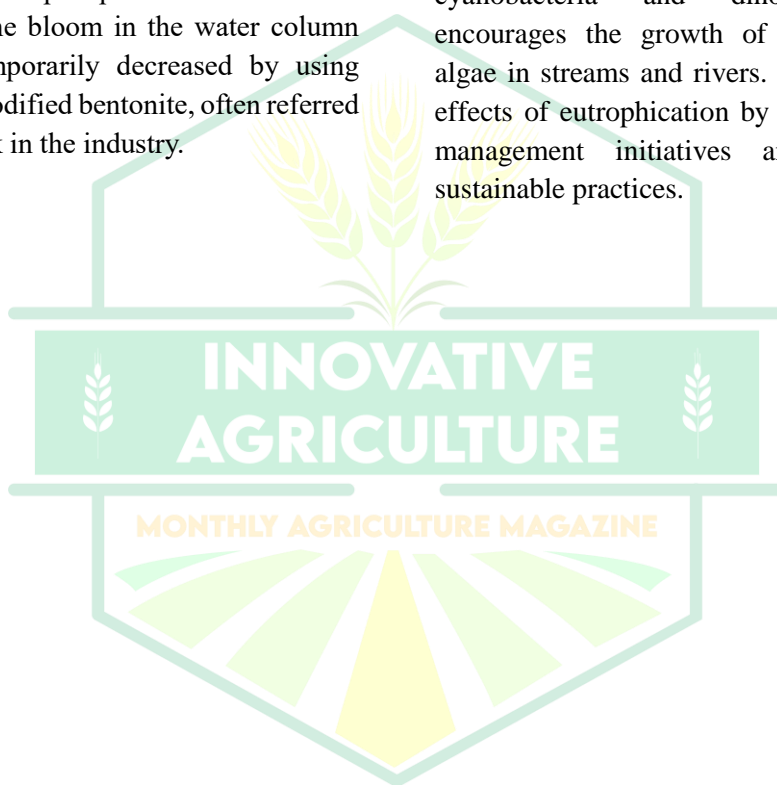 he bloom in the water column
mporarily decreased by using
odified bentonite, often referred
k in the industry.
encourages the growth of
algae in streams and rivers.
effects of eutrophication by
management initiatives a
sustainable practices.
INNOVATIVE
AGRICULTURE
MONTHLY AGRICULTURE MAGAZINE